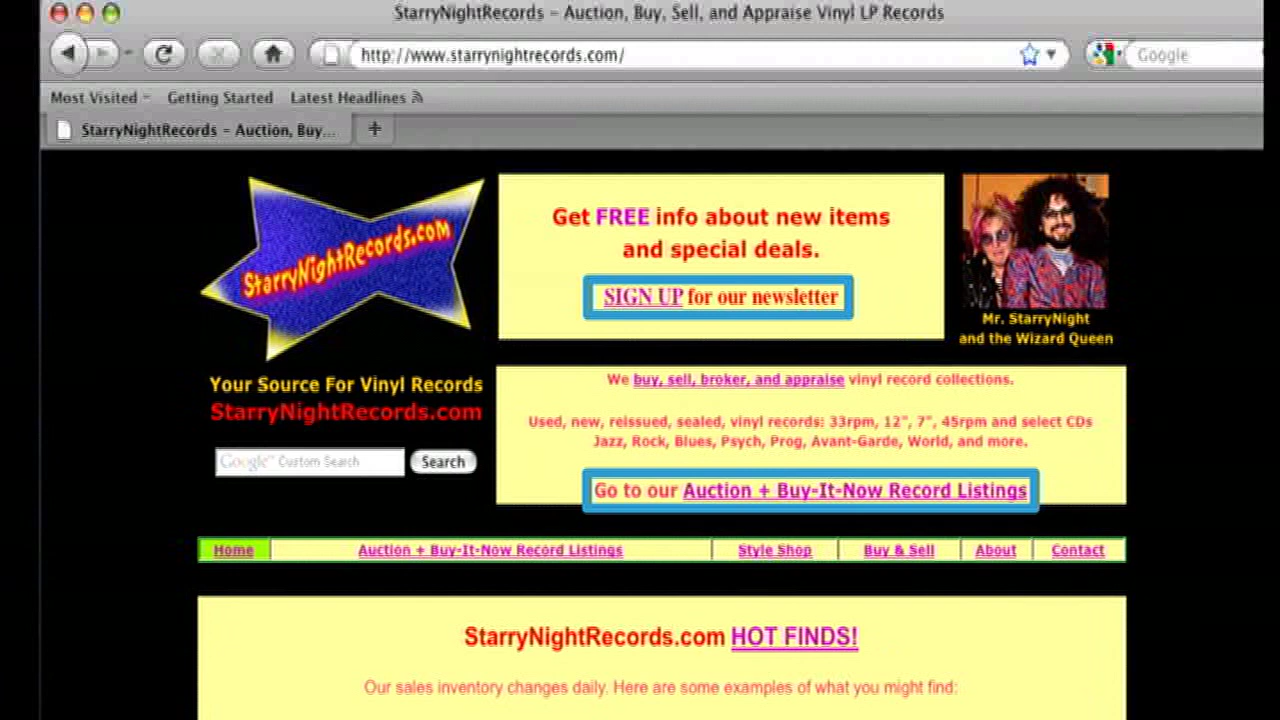 StarryNightRecords – Auction, Buy, Sell, and Appraise Vinyl LP Records
http://www.starrynightrecords.com/
Google
Most Visited
Getting Started
Latest Headlines
StarryNightRecords – Auction, Buy...
StarryNightRecords.com
Get FREE info about new items
and special deals.
SIGN UP for our newsletter
Mr. StarryNight
and the Wizard Queen
Your Source For Vinyl Records
StarryNightRecords.com
Google™ Custom Search
Search
We buy, sell, broker, and appraise vinyl record collections.
Used, new, reissued, sealed, vinyl records: 33rpm, 12", 7", 45rpm and select CDs
Jazz, Rock, Blues, Psych, Prog, Avant-Garde, World, and more.
Go to our Auction + Buy-It-Now Record Listings
Home
Auction + Buy-It-Now Record Listings
Style Shop
Buy & Sell
About
Contact
StarryNightRecords.com HOT FINDS!
Our sales inventory changes daily. Here are some examples of what you might find: